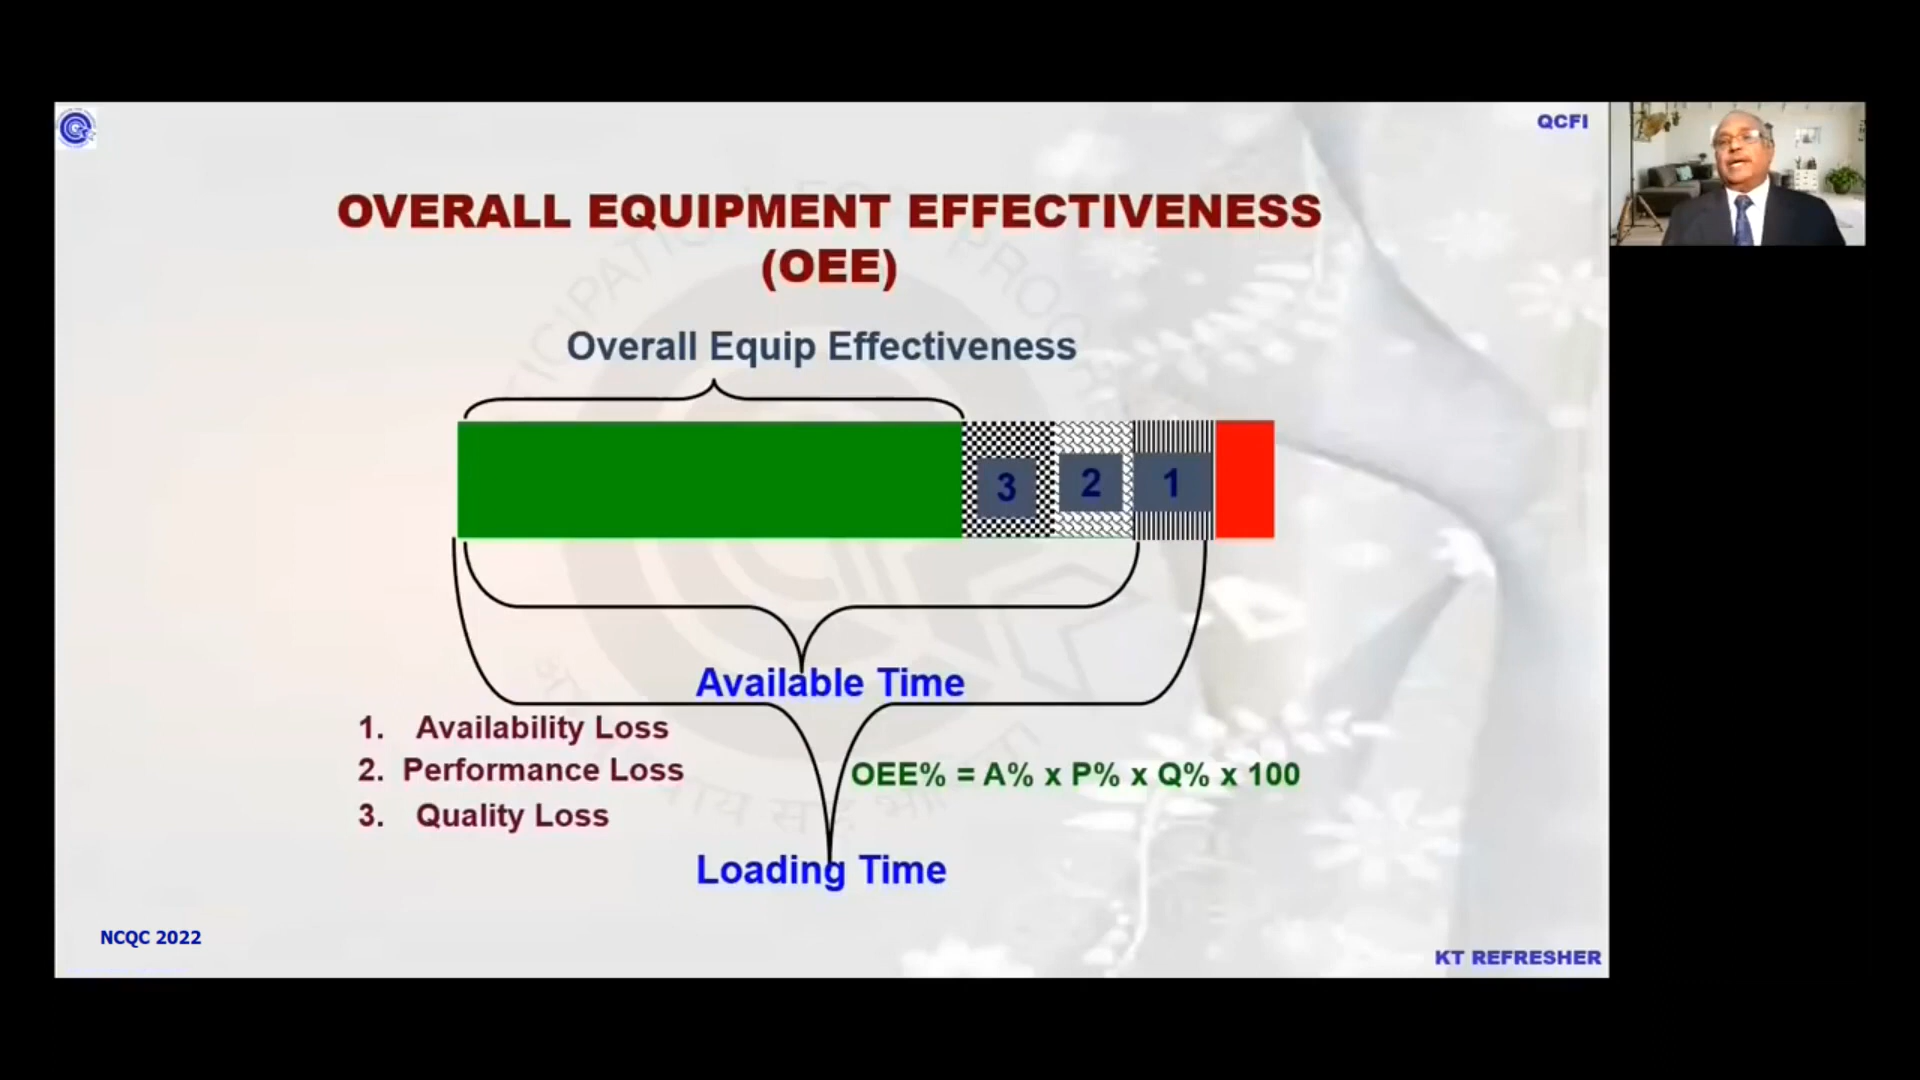 QCFI
OVERALL EQUIPMENT EFFECTIVENESS
(OEE)
Overall Equip Effectiveness
3 2 1
Available Time
1. Availability Loss
2. Performance Loss
OEE% = A% x P% x Q% x 100
3. Quality Loss
Loading Time
NCQC 2022
KT REFRESHER